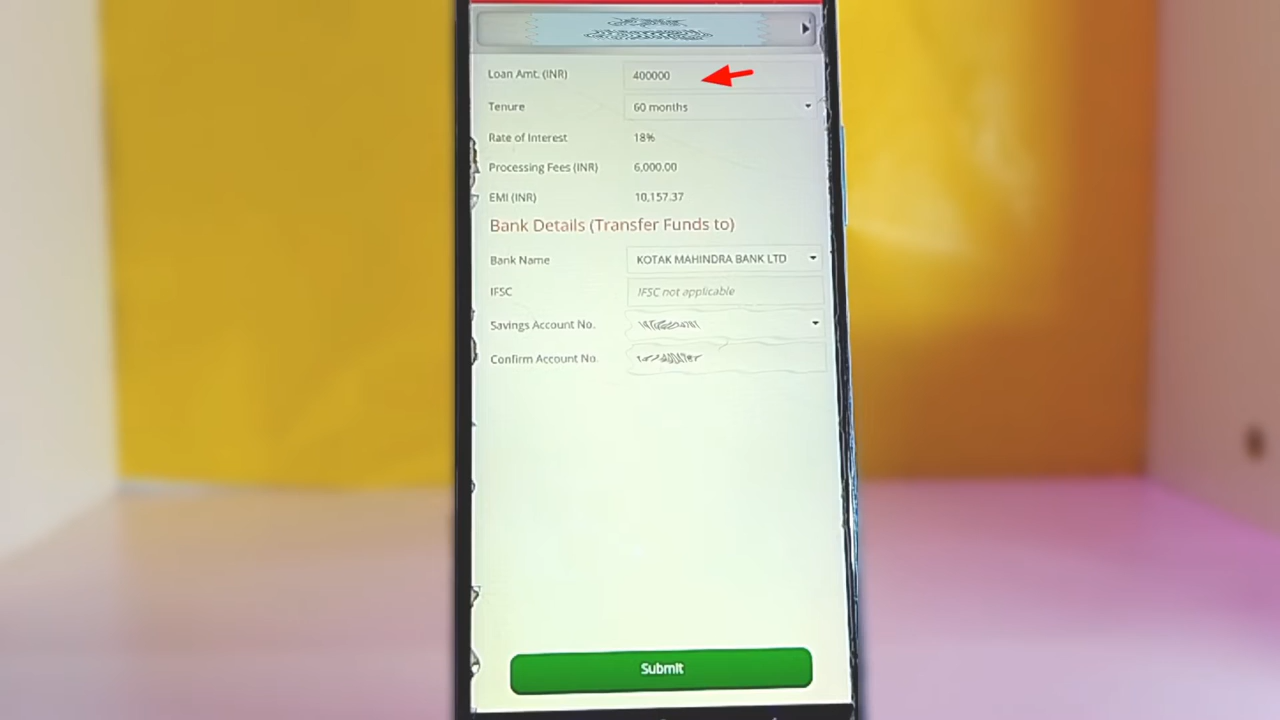 Loan Amt. (INR) 400000
Tenure 60 months
Rate of Interest 18%
Processing Fees (INR) 6,000.00
EMI (INR) 10,157.37
Bank Details (Transfer Funds to)
Bank Name KOTAK MAHINDRA BANK LTD
IFSC IFSC not applicable
Savings Account No.
Confirm Account No.
Submit